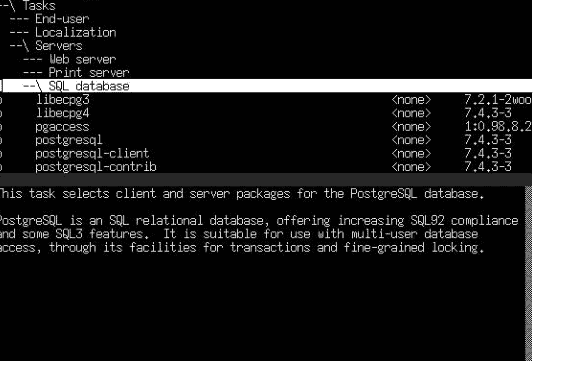 --\ Tasks
--- End-user
--- Localization
--\ Servers
--- Web server
--- Print server
--\ SQL database
libecpg3 <none> 7.2.1-2woo
libecpg4 <none> 7.4.3-3
pgaccess <none> 1:0.98.8.2
postgresql <none> 7.4.3-3
postgresql-client <none> 7.4.3-3
postgresql-contrib <none> 7.4.3-3
This task selects client and server packages for the PostgreSQL database.
PostgreSQL is an SQL relational database, offering increasing SQL92 compliance
and some SQL3 features. It is suitable for use with multi-user database
access, through its facilities for transactions and fine-grained locking.